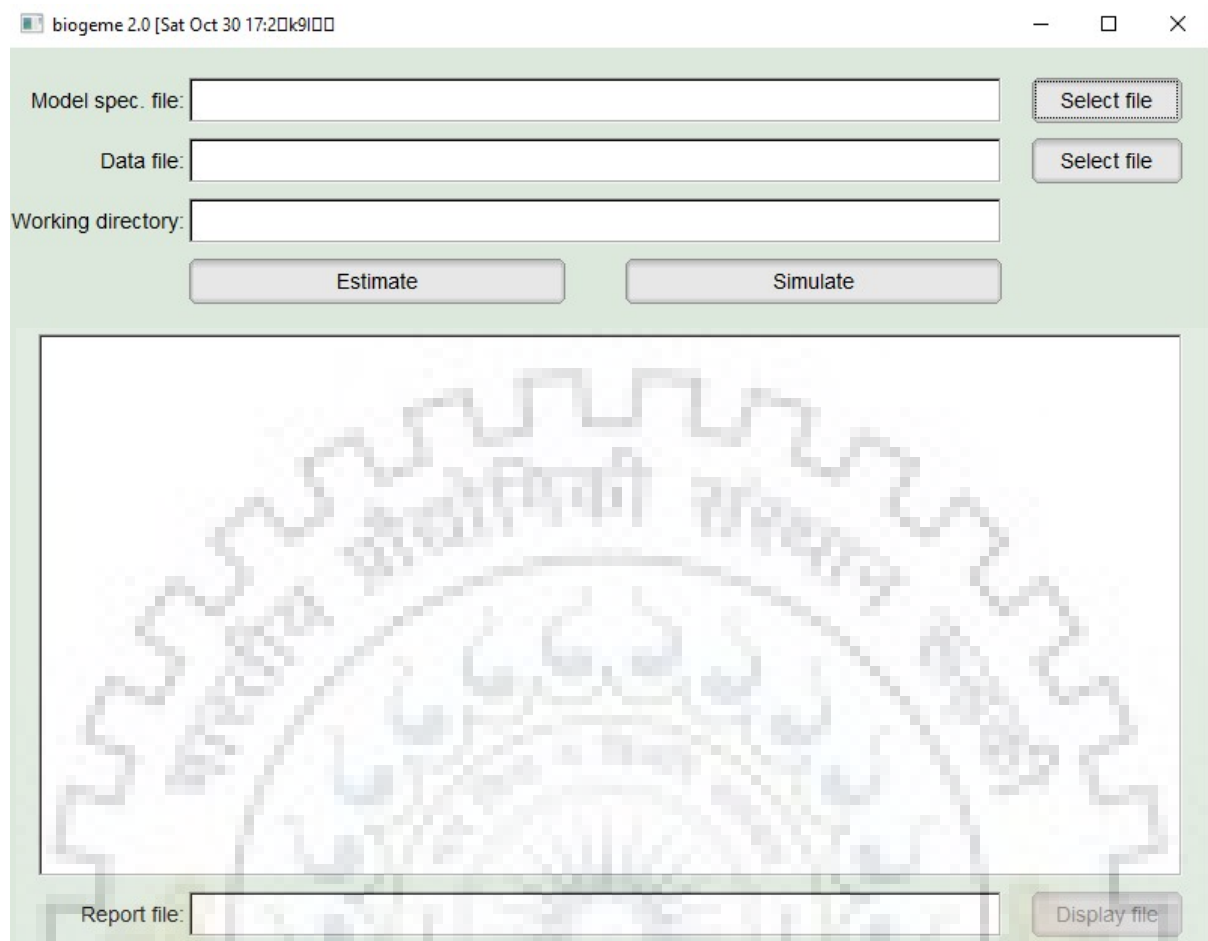 biogeme 2.0 [Sat Oct 30 17:2▯k9l▯▯
Model spec. file:
Select file
Data file:
Select file
Working directory:
Estimate
Simulate
Report file:
Display file